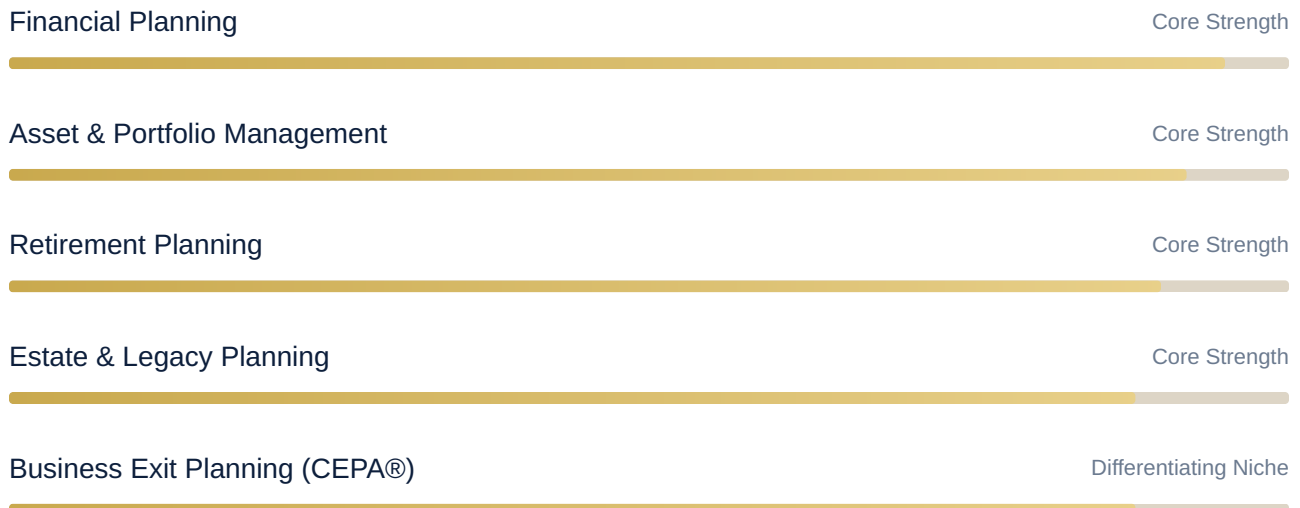 Financial Planning Core Strength
Asset & Portfolio Management Core Strength
Retirement Planning Core Strength
Estate & Legacy Planning Core Strength
Business Exit Planning (CEPA®) Differentiating Niche